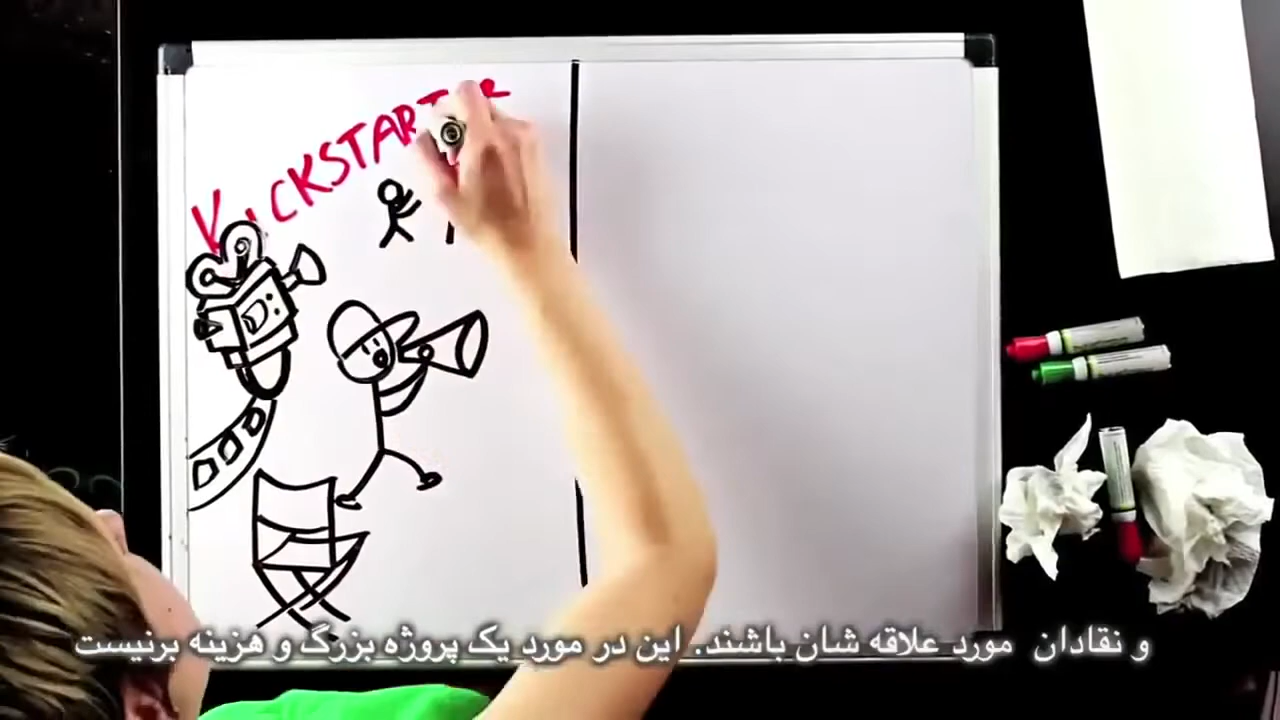 KICKSTARTER
و نقادان مورد علاقه شان باشند. این در مورد یک پروژه بزرگ و هزینه برنیست